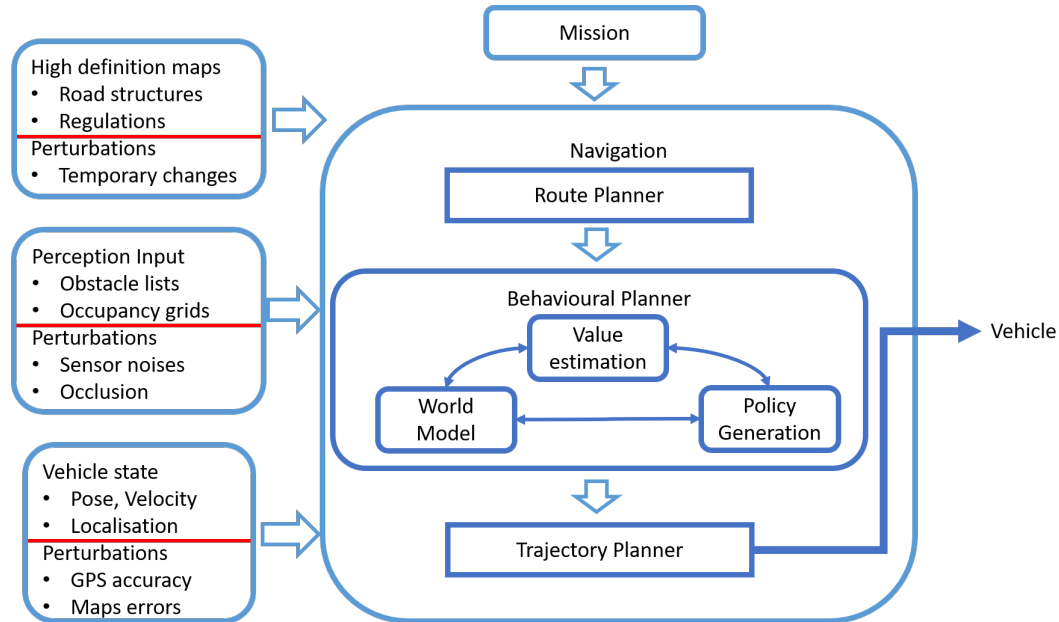 Mission
High definition maps
• Road structures
• Regulations
Perturbations
• Temporary changes
Perception Input
• Obstacle lists
• Occupancy grids
Perturbations
• Sensor noises
• Occlusion
Vehicle state
• Pose, Velocity
• Localisation
Perturbations
• GPS accuracy
• Maps errors
Navigation
Route Planner
Behavioural Planner
Value
estimation
World
Model
Policy
Generation
Trajectory Planner
Vehicle